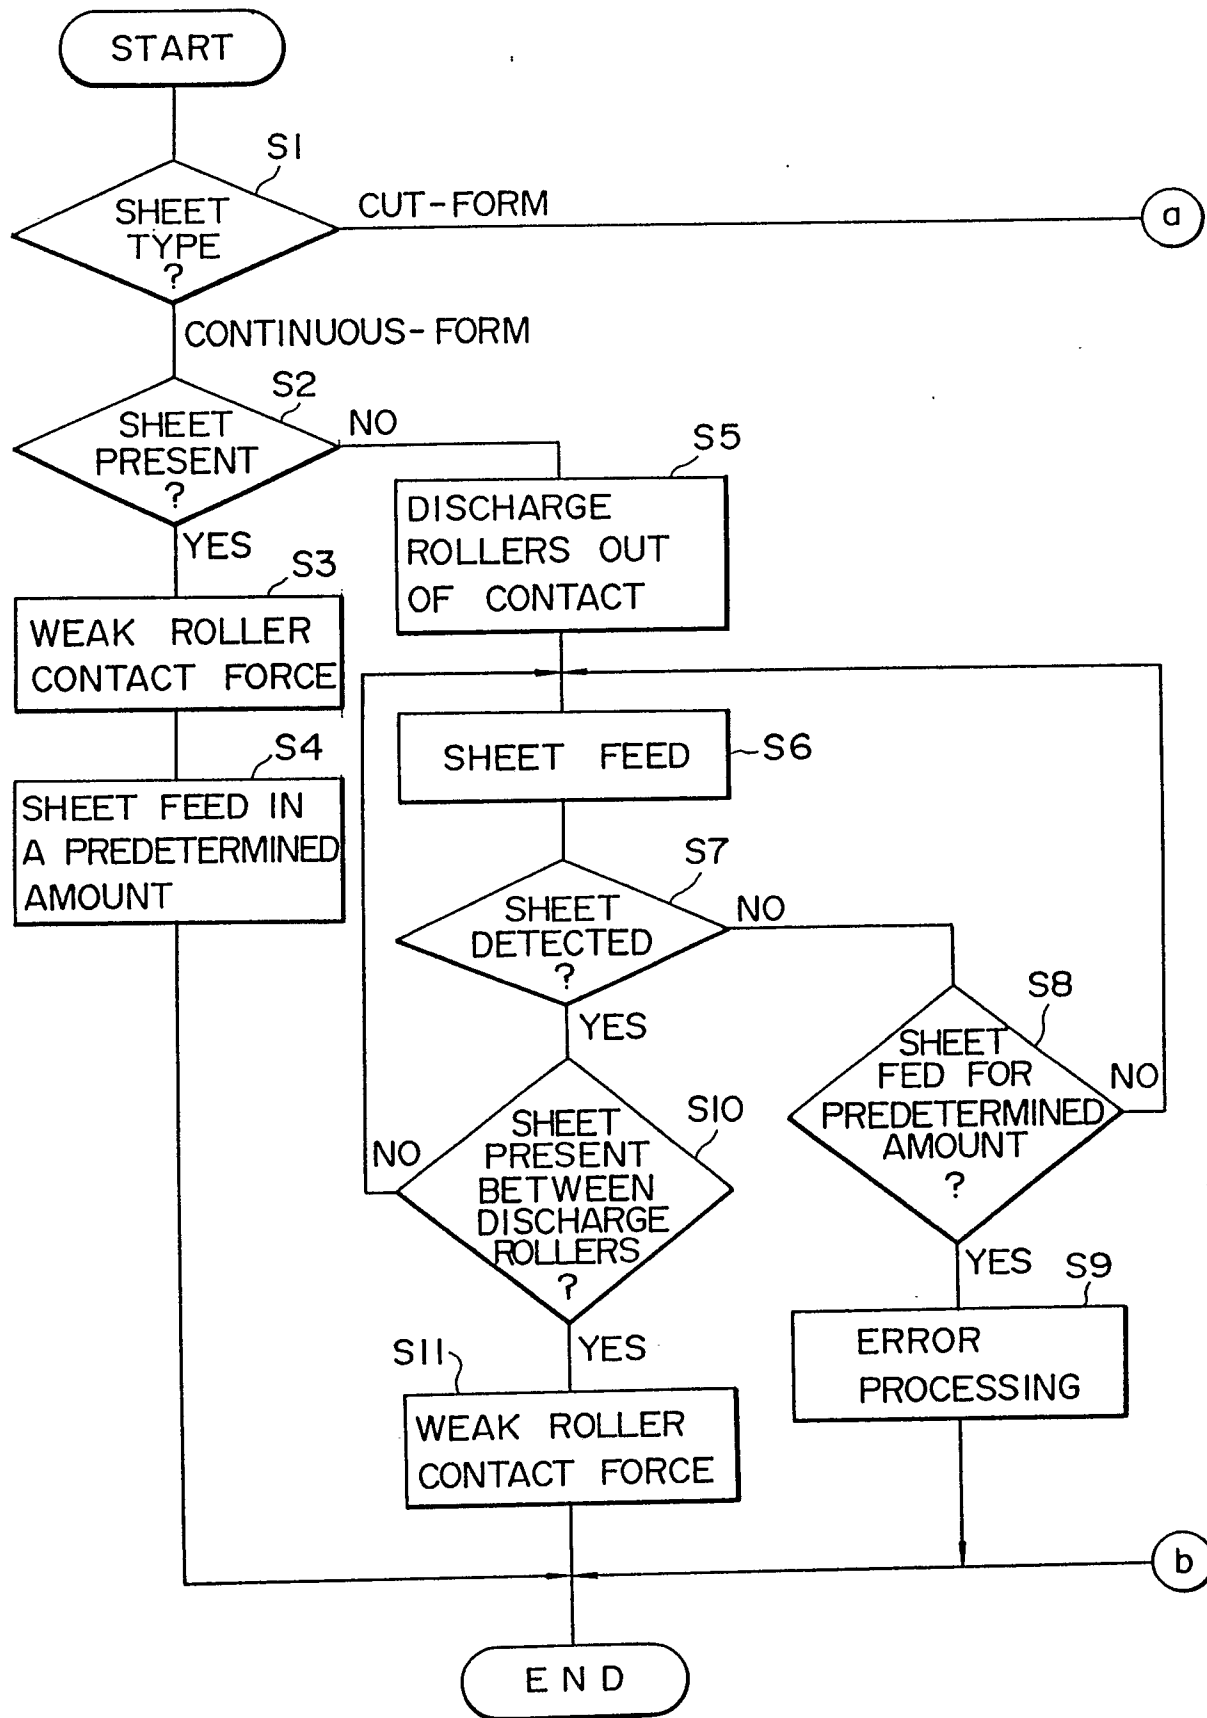 START
S1
SHEET
TYPE
?
CUT-FORM
a
CONTINUOUS-FORM
S2
SHEET
PRESENT
?
NO
YES
S3
WEAK ROLLER
CONTACT FORCE
S4
SHEET FEED IN
A PREDETERMINED
AMOUNT
S5
DISCHARGE
ROLLERS OUT
OF CONTACT
SHEET FEED
S6
S7
SHEET
DETECTED
?
NO
YES
S8
SHEET
FED FOR
PREDETERMINED
AMOUNT
?
NO
YES
S9
ERROR
PROCESSING
S10
SHEET
PRESENT
BETWEEN
DISCHARGE
ROLLERS
?
NO
YES
S11
WEAK ROLLER
CONTACT FORCE
b
END